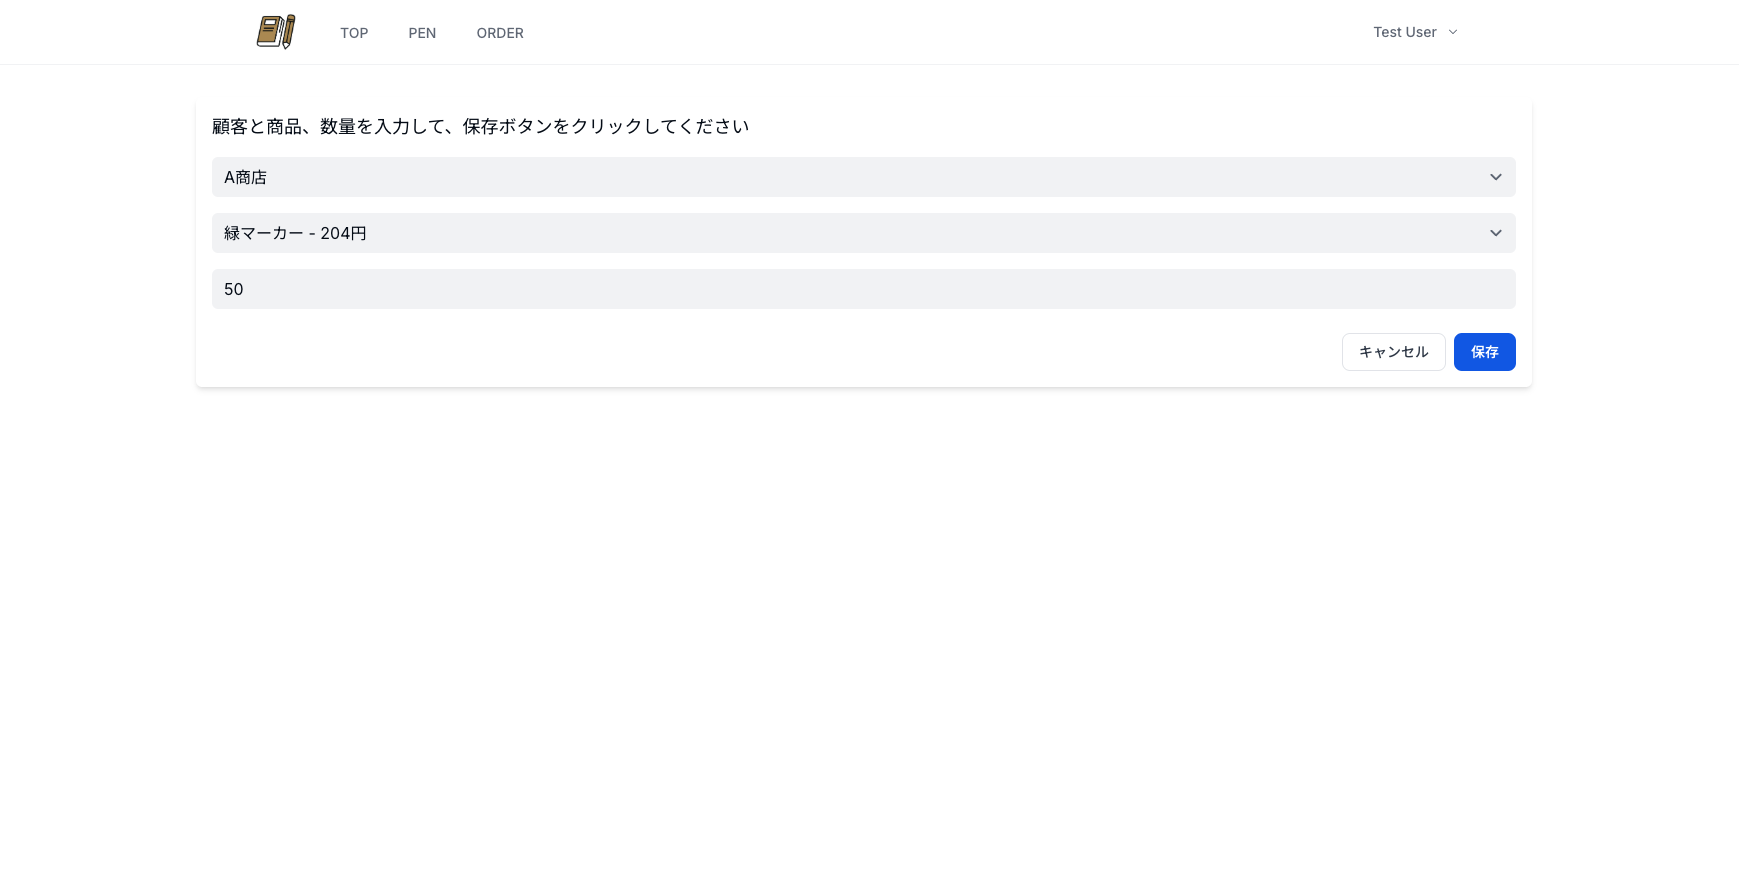 TOP PEN ORDER Test User
顧客と商品、数量を入力して、保存ボタンをクリックしてください
A商店
緑マーカー - 204円
50
キャンセル 保存